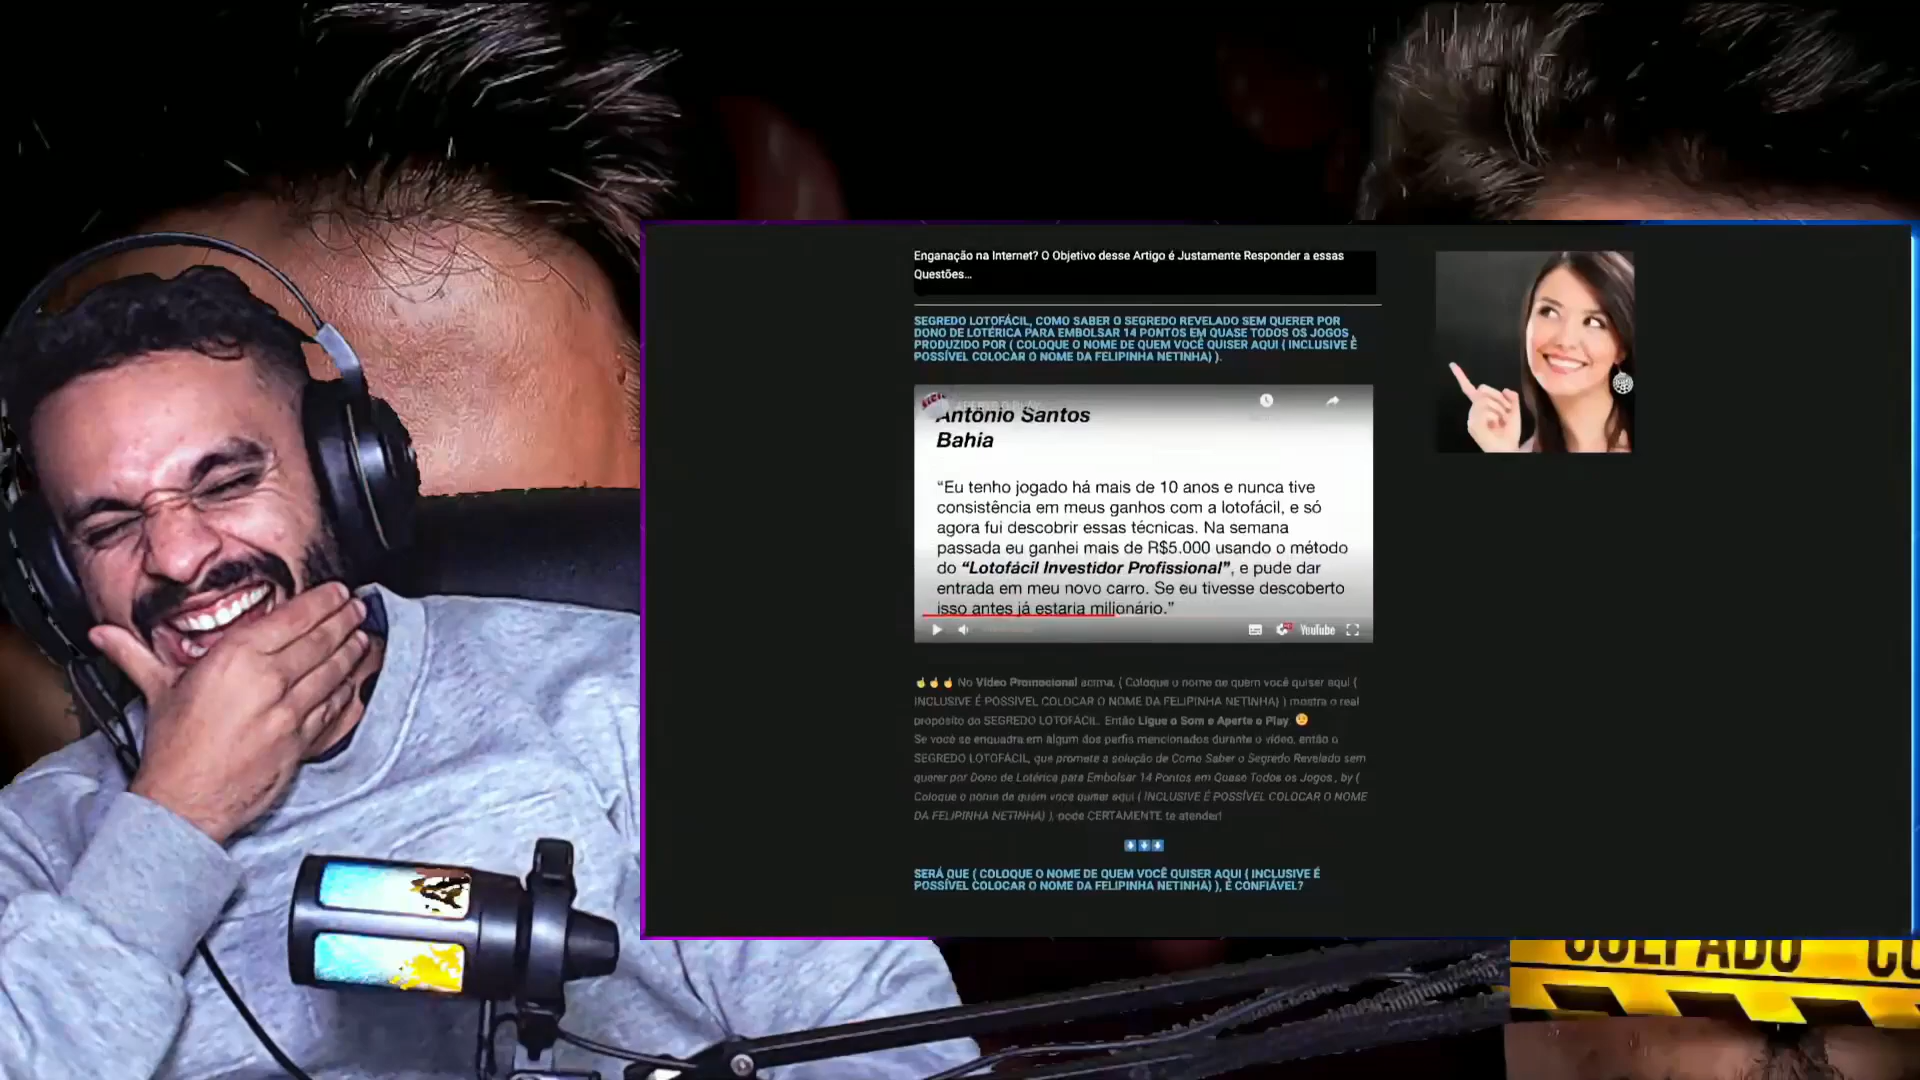 Enganação na Internet? O Objetivo desse Artigo é Justamente Responder a essas
Questões...
SEGREDO LOTOFÁCIL, COMO SABER O SEGREDO REVELADO SEM QUERER POR
DONO DE LOTÉRICA PARA EMBOLSAR 14 PONTOS EM QUASE TODOS OS JOGOS ,
PRODUZIDO POR ( COLOQUE O NOME DE QUEM VOCÊ QUISER AQUI ( INCLUSIVE É
POSSÍVEL COLOCAR O NOME DA FELIPINHA NETINHA) ).
Antônio Santos
Bahia
“Eu tenho jogado há mais de 10 anos e nunca tive
consistência em meus ganhos com a lotofácil, e só
agora fui descobrir essas técnicas. Na semana
passada eu ganhei mais de R$5.000 usando o método
do “Lotofácil Investidor Profissional”, e pude dar
entrada em meu novo carro. Se eu tivesse descoberto
isso antes já estaria milionário.”
YouTube
No Vídeo Promocional acima, ( Coloque o nome de quem você quiser aqui (
INCLUSIVE É POSSÍVEL COLOCAR O NOME DA FELIPINHA NETINHA) ) mostra o real
propósito do SEGREDO LOTOFÁCIL. Então Ligue o Som e Aperte o Play.
Se você se enquadra em algum dos perfis mencionados durante o vídeo, então o
SEGREDO LOTOFÁCIL, que promete a solução de Como Saber o Segredo Revelado sem
querer por Dono de Lotérica para Embolsar 14 Pontos em Quase Todos os Jogos , by (
Coloque o nome de quem você quiser aqui ( INCLUSIVE É POSSÍVEL COLOCAR O NOME
DA FELIPINHA NETINHA) ), pode CERTAMENTE te atender!
SERÁ QUE ( COLOQUE O NOME DE QUEM VOCÊ QUISER AQUI ( INCLUSIVE É
POSSÍVEL COLOCAR O NOME DA FELIPINHA NETINHA) ), É CONFIÁVEL?
CULPADO